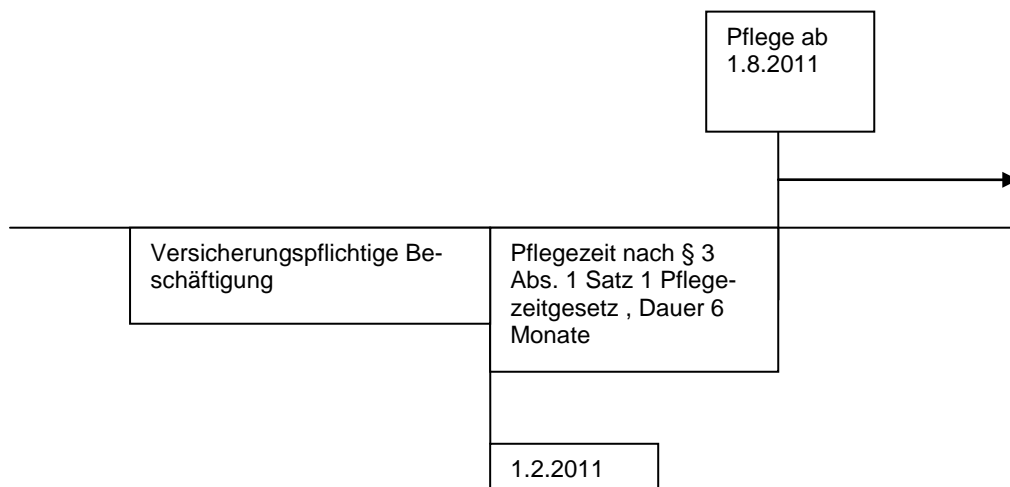 Pflege ab
1.8.2011
Versicherungspflichtige Be-
schäftigung
Pflegezeit nach § 3
Abs. 1 Satz 1 Pflege-
zeitgesetz , Dauer 6
Monate
1.2.2011